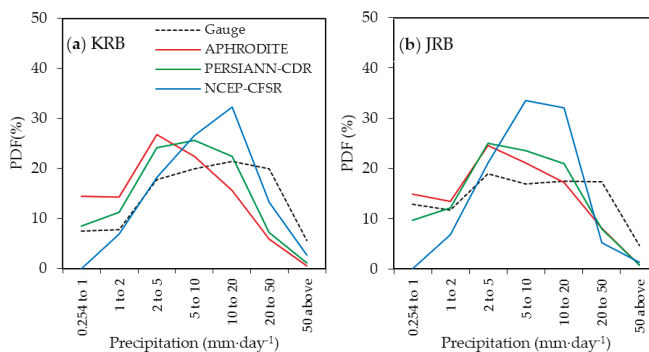 (a) KRB
Gauge
APHRODITE
PERSIANN-CDR
NCEP-CFSR
PDF(%)
50
40
30
20
10
0
0.254 to 1
1 to 2
2 to 5
5 to 10
10 to 20
20 to 50
50 above
Precipitation (mm·day⁻¹)
(b) JRB
PDF (%)
50
40
30
20
10
0
0.254 to 1
1 to 2
2 to 5
5 to 10
10 to 20
20 to 50
50 above
Precipitation (mm·day⁻¹)